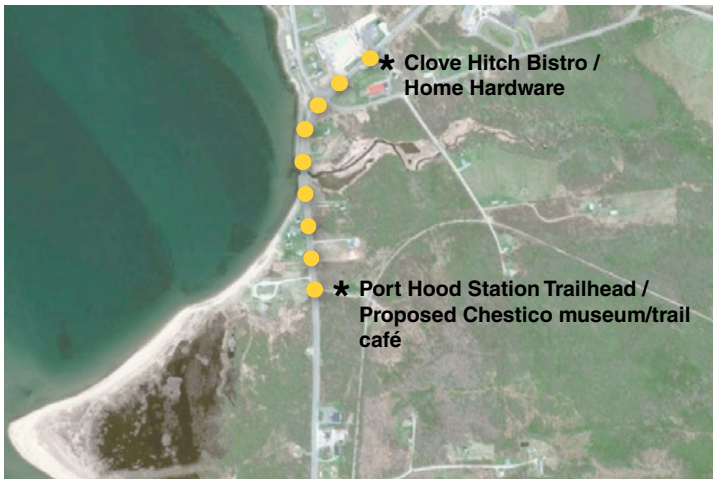 * Clove Hitch Bistro /
Home Hardware
* Port Hood Station Trailhead /
Proposed Chestico museum/trail
café